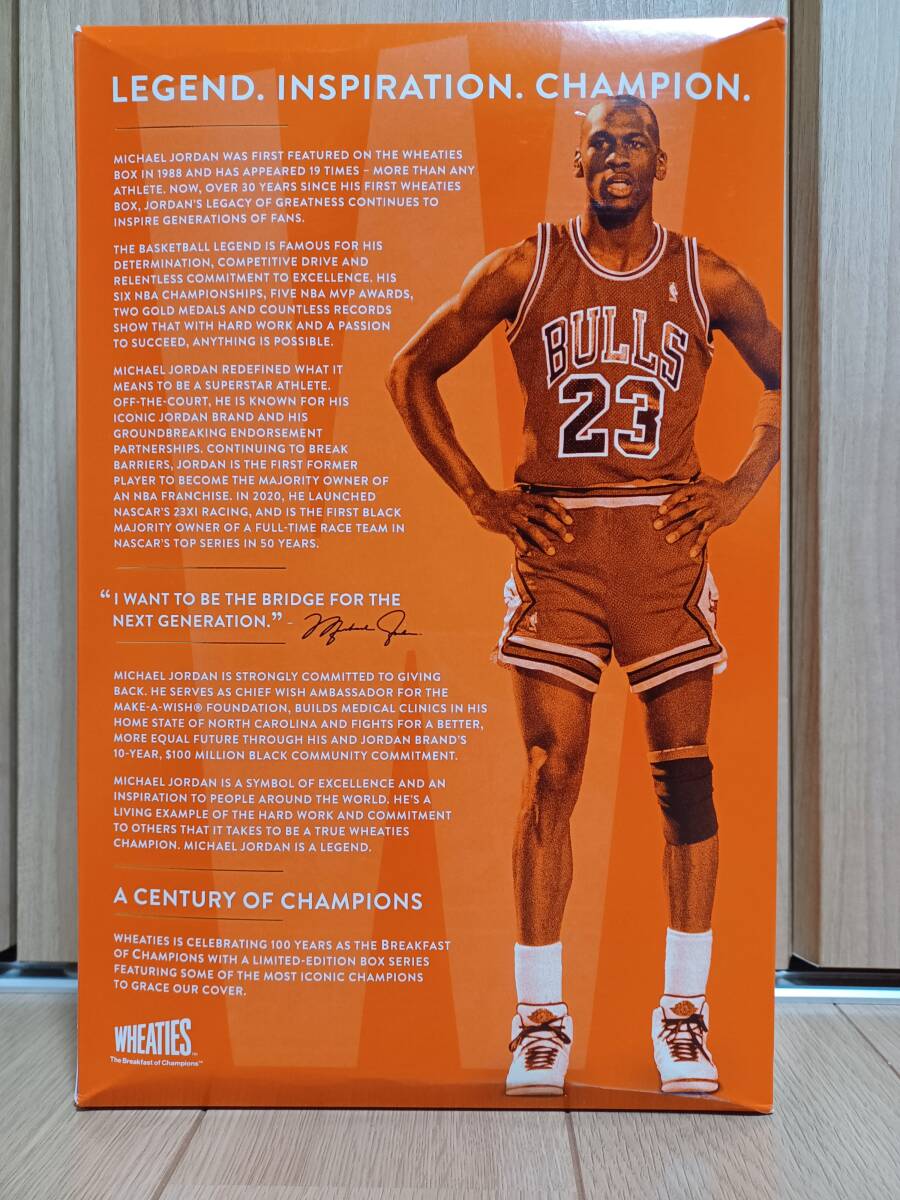 LEGEND. INSPIRATION. CHAMPION.
MICHAEL JORDAN WAS FIRST FEATURED ON THE WHEATIES
BOX IN 1988 AND HAS APPEARED 19 TIMES – MORE THAN ANY
ATHLETE. NOW, OVER 30 YEARS SINCE HIS FIRST WHEATIES
BOX, JORDAN'S LEGACY OF GREATNESS CONTINUES TO
INSPIRE GENERATIONS OF FANS.
THE BASKETBALL LEGEND IS FAMOUS FOR HIS
DETERMINATION, COMPETITIVE DRIVE AND
RELENTLESS COMMITMENT TO EXCELLENCE. HIS
SIX NBA CHAMPIONSHIPS, FIVE NBA MVP AWARDS,
TWO GOLD MEDALS AND COUNTLESS RECORDS
SHOW THAT WITH HARD WORK AND A PASSION
TO SUCCEED, ANYTHING IS POSSIBLE.
MICHAEL JORDAN REDEFINED WHAT IT
MEANS TO BE A SUPERSTAR ATHLETE.
OFF-THE-COURT, HE IS KNOWN FOR HIS
ICONIC JORDAN BRAND AND HIS
GROUNDBREAKING ENDORSEMENT
PARTNERSHIPS. CONTINUING TO BREAK
BARRIERS, JORDAN IS THE FIRST FORMER
PLAYER TO BECOME THE MAJORITY OWNER OF
AN NBA FRANCHISE. IN 2020, HE LAUNCHED
NASCAR'S 23XI RACING, AND IS THE FIRST BLACK
MAJORITY OWNER OF A FULL-TIME RACE TEAM IN
NASCAR'S TOP SERIES IN 50 YEARS.
“I WANT TO BE THE BRIDGE FOR THE
NEXT GENERATION.” - Michael Jordan
MICHAEL JORDAN IS STRONGLY COMMITTED TO GIVING
BACK. HE SERVES AS CHIEF WISH AMBASSADOR FOR THE
MAKE-A-WISH® FOUNDATION, BUILDS MEDICAL CLINICS IN HIS
HOME STATE OF NORTH CAROLINA AND FIGHTS FOR A BETTER,
MORE EQUAL FUTURE THROUGH HIS AND JORDAN BRAND'S
10-YEAR, $100 MILLION BLACK COMMUNITY COMMITMENT.
MICHAEL JORDAN IS A SYMBOL OF EXCELLENCE AND AN
INSPIRATION TO PEOPLE AROUND THE WORLD. HE'S A
LIVING EXAMPLE OF THE HARD WORK AND COMMITMENT
TO OTHERS THAT IT TAKES TO BE A TRUE WHEATIES
CHAMPION. MICHAEL JORDAN IS A LEGEND.
A CENTURY OF CHAMPIONS
WHEATIES IS CELEBRATING 100 YEARS AS THE BREAKFAST
OF CHAMPIONS WITH A LIMITED-EDITION BOX SERIES
FEATURING SOME OF THE MOST ICONIC CHAMPIONS
TO GRACE OUR COVER.
WHEATIES™
The Breakfast of Champions™
BULLS
23